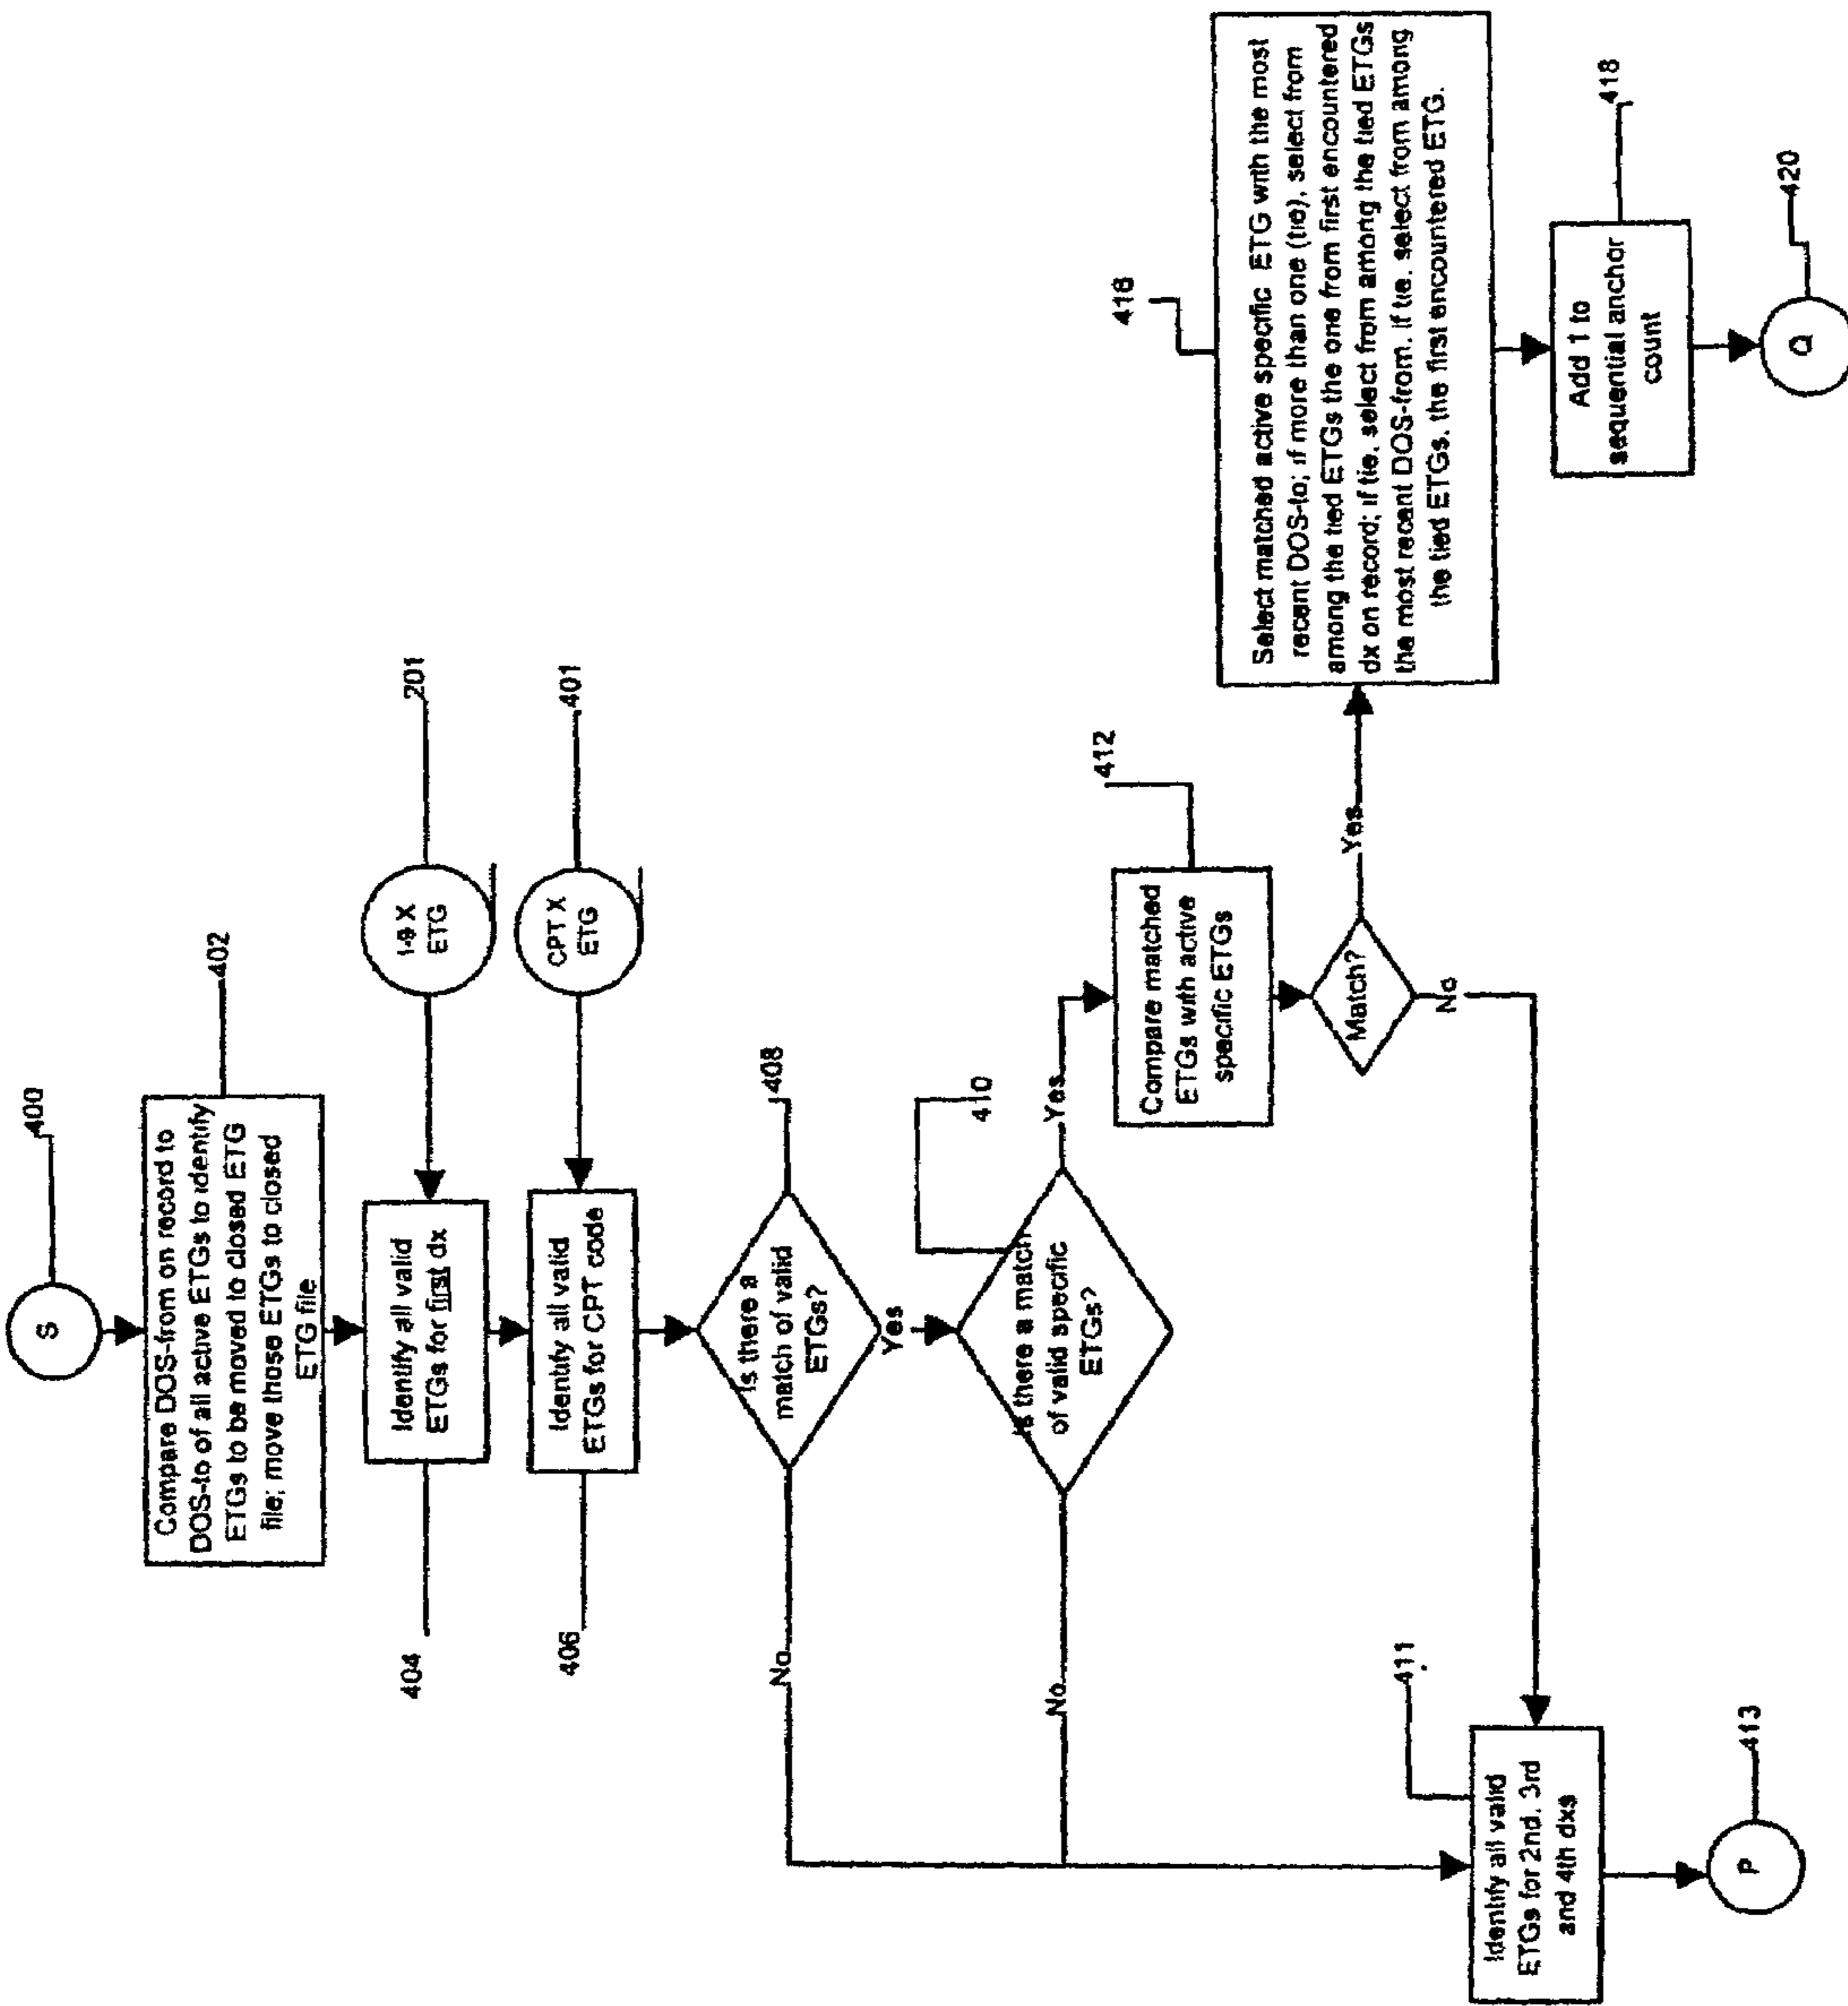 S
400
Compare DOS-from on record to
DOS-to of all active ETGs to identify
ETGs to be moved to closed ETG
file; move those ETGs to closed
ETG file
402
Identify all valid
ETGs for first dx
404
I-9 X
ETG
201
Identify all valid
ETGs for CPT code
406
CPT X
ETG
401
Is there a
match of valid
ETGs?
408
No
Yes
Is there a match
of valid specific
ETGs?
410
No
Yes
Compare matched
ETGs with active
specific ETGs
412
Match?
Yes
No
Select matched active specific ETG with the most
recent DOS-to; if more than one (tie), select from
among the tied ETGs the one from first encountered
dx on record; if tie, select from among the tied ETGs
the most recent DOS-from. If tie, select from among
the tied ETGs, the first encountered ETG.
416
Add 1 to
sequential anchor
count
418
Q
420
Identify all valid
ETGs for 2nd, 3rd
and 4th dxs
411
P
413